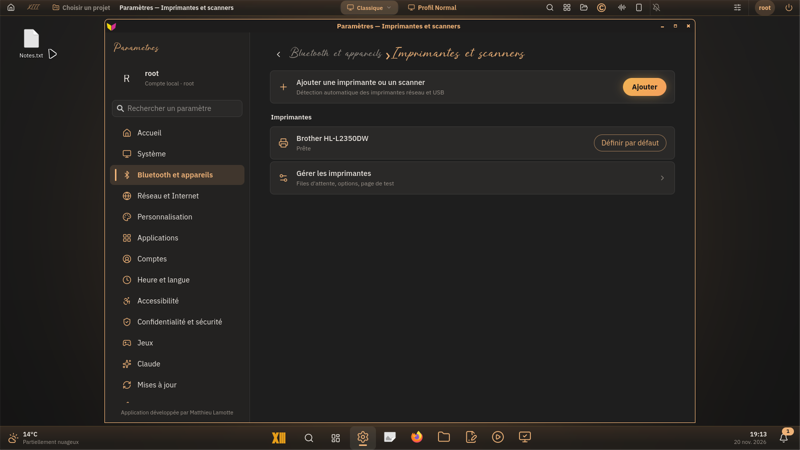 Choisir un projet
Paramètres — Imprimantes et scanners
Classique
Profil Normal
root
Notes.txt
Paramètres — Imprimantes et scanners
Paramètres
R
root
Compte local · root
Rechercher un paramètre
Accueil
Système
Bluetooth et appareils
Réseau et Internet
Personnalisation
Applications
Comptes
Heure et langue
Accessibilité
Confidentialité et sécurité
Jeux
Claude
Mises à jour
Application développée par Matthieu Lamotte
Bluetooth et appareils › Imprimantes et scanners
Ajouter une imprimante ou un scanner
Détection automatique des imprimantes réseau et USB
Ajouter
Imprimantes
Brother HL-L2350DW
Prête
Définir par défaut
Gérer les imprimantes
Files d'attente, options, page de test
14°C
Partiellement nuageux
XIII
19:13
20 nov. 2026
1